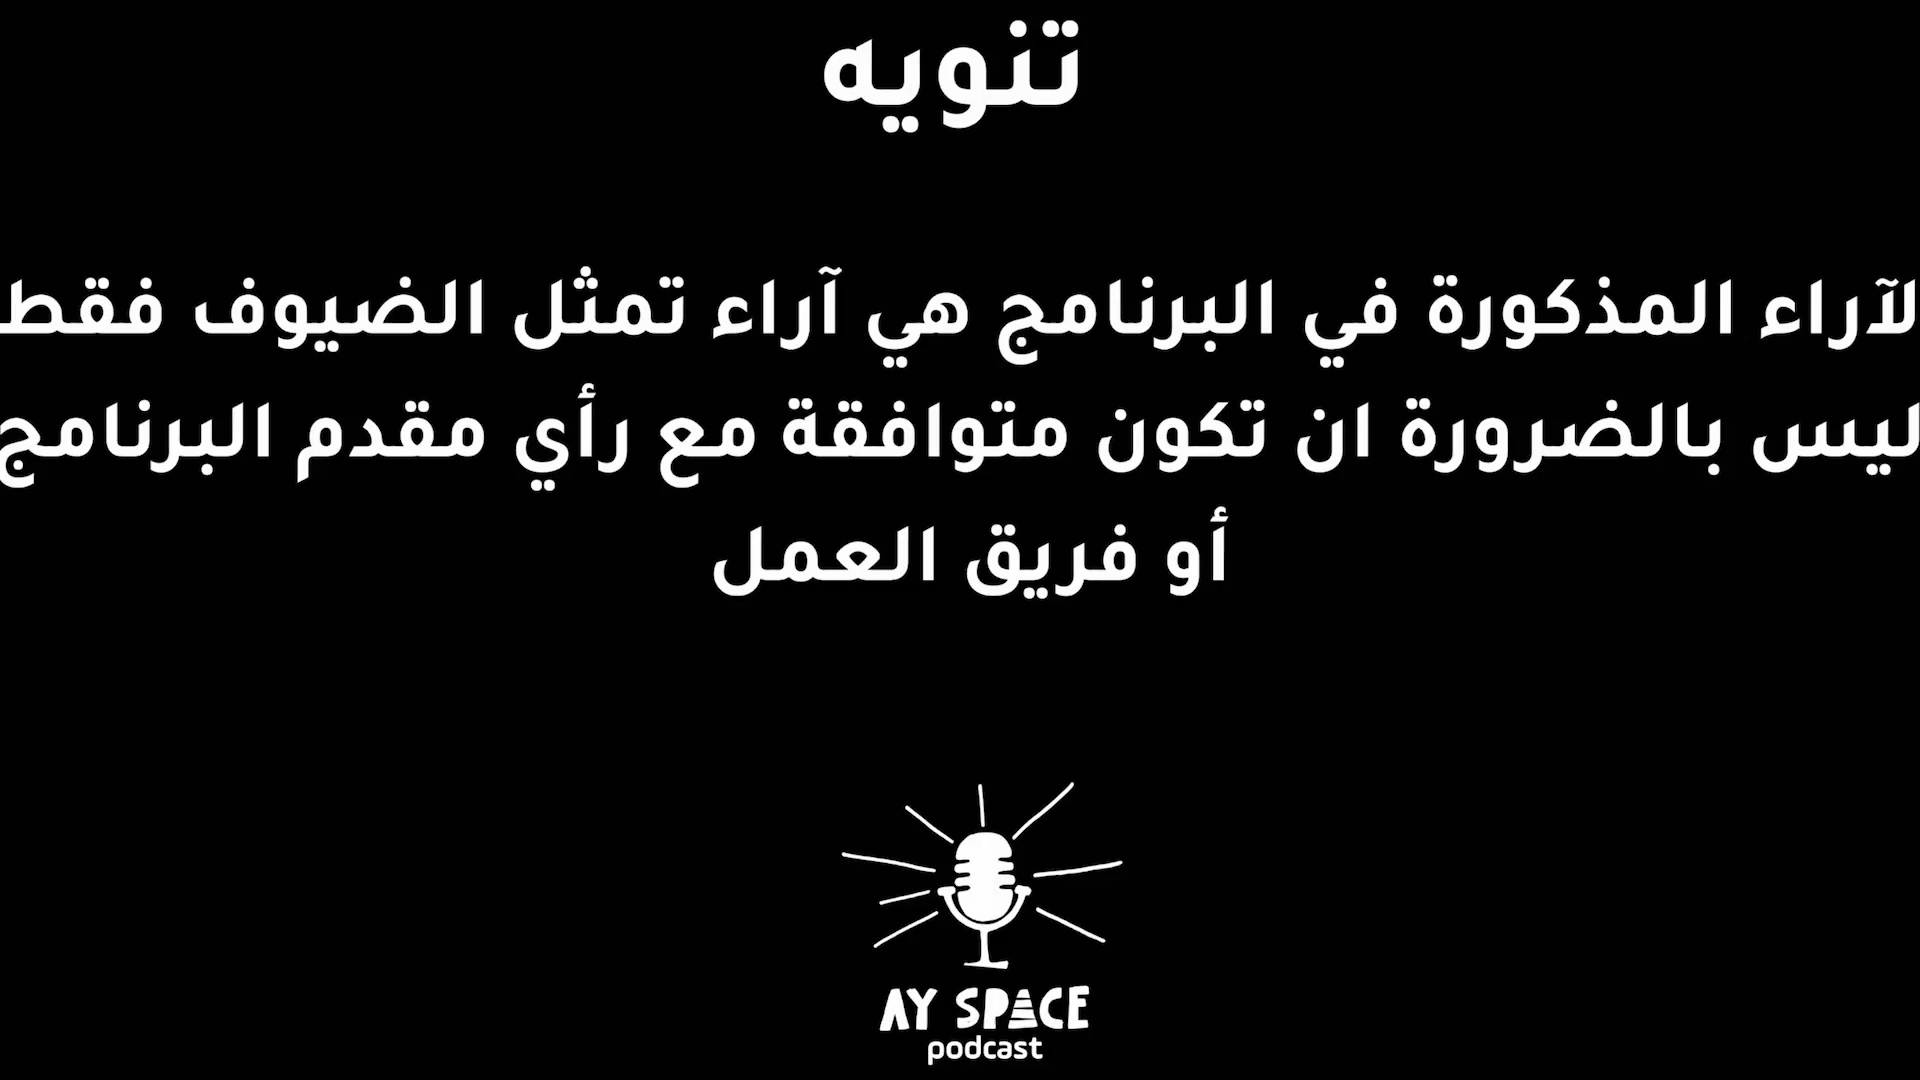 تنويه
الآراء المذكورة في البرنامج هي آراء تمثل الضيوف فقط
ليس بالضرورة ان تكون متوافقة مع رأي مقدم البرنامج
أو فريق العمل
AY SPACE
podcast